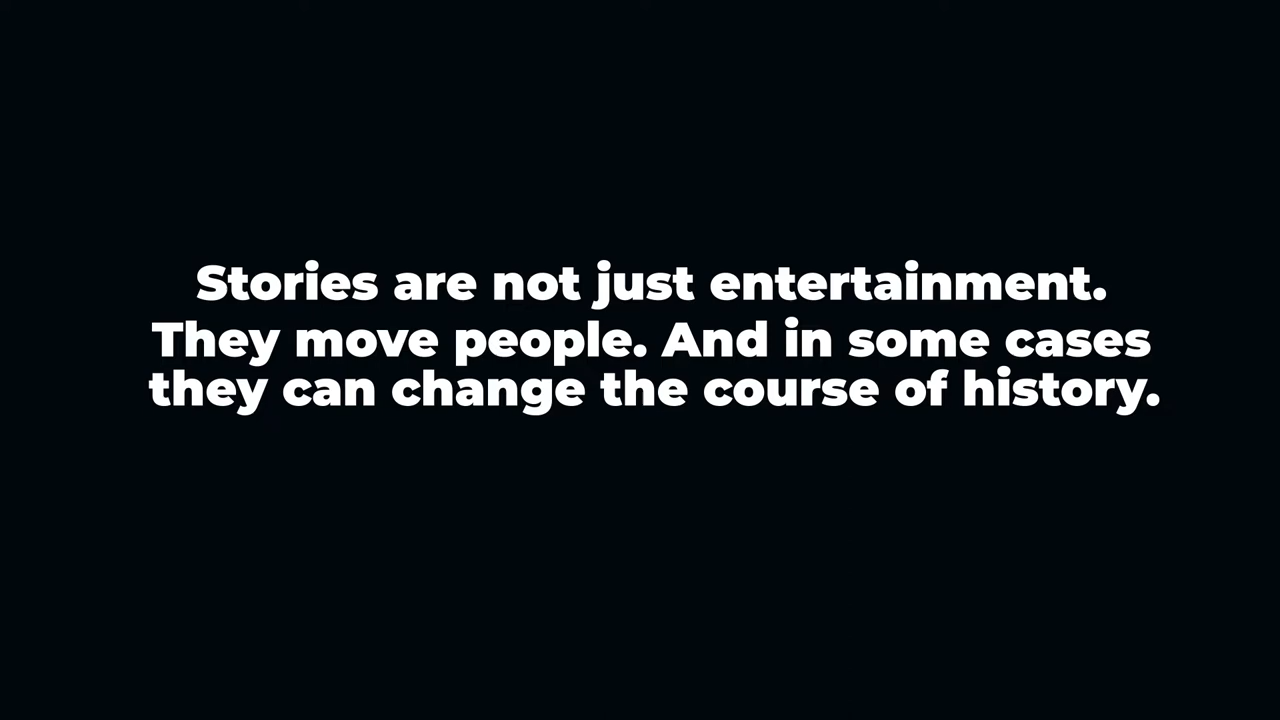 Stories are not just entertainment.
They move people. And in some cases
they can change the course of history.